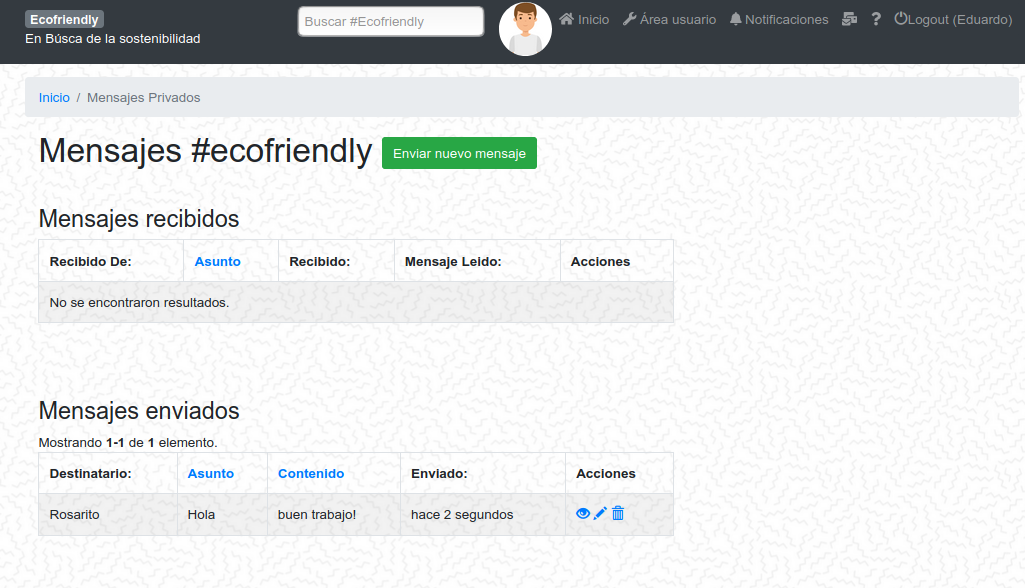 Ecofriendly
En Búsca de la sostenibilidad
Buscar #Ecofriendly
Inicio Área usuario Notificaciones ? Logout (Eduardo)
Inicio / Mensajes Privados
Mensajes #ecofriendly Enviar nuevo mensaje
Mensajes recibidos
Recibido De: Asunto Recibido: Mensaje Leido: Acciones
No se encontraron resultados.
Mensajes enviados
Mostrando 1-1 de 1 elemento.
Destinatario: Asunto Contenido Enviado: Acciones
Rosarito Hola buen trabajo! hace 2 segundos